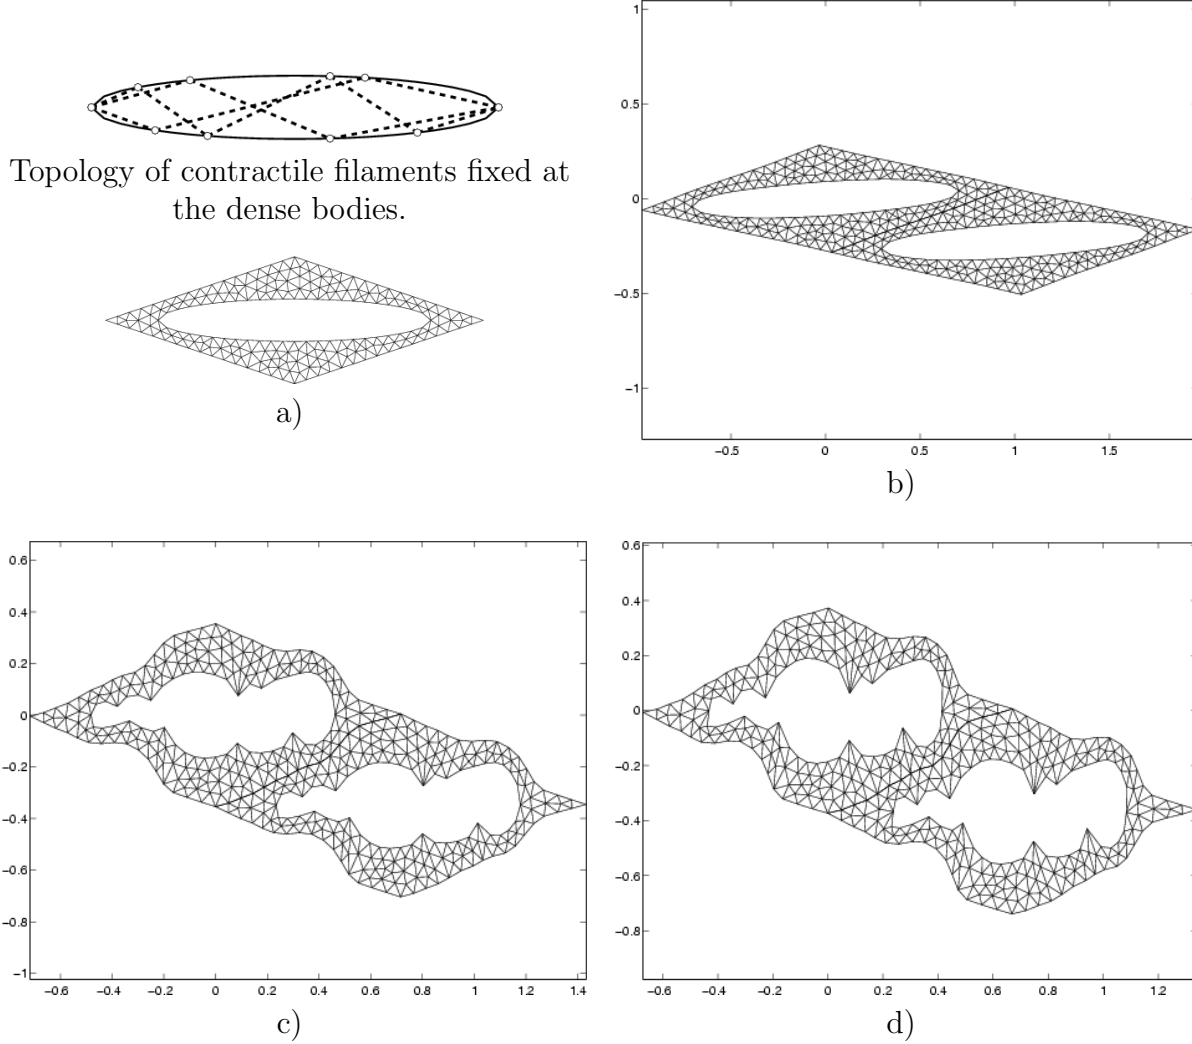 Topology of contractile filaments fixed at
the dense bodies.
a)
1
0.5
0
−0.5
−1
−0.5 0 0.5 1 1.5
b)
0.6
0.4
0.2
0
−0.2
−0.4
−0.6
−0.8
−1
−0.6 −0.4 −0.2 0 0.2 0.4 0.6 0.8 1 1.2 1.4
c)
0.6
0.4
0.2
0
−0.2
−0.4
−0.6
−0.8
−0.6 −0.4 −0.2 0 0.2 0.4 0.6 0.8 1 1.2
d)